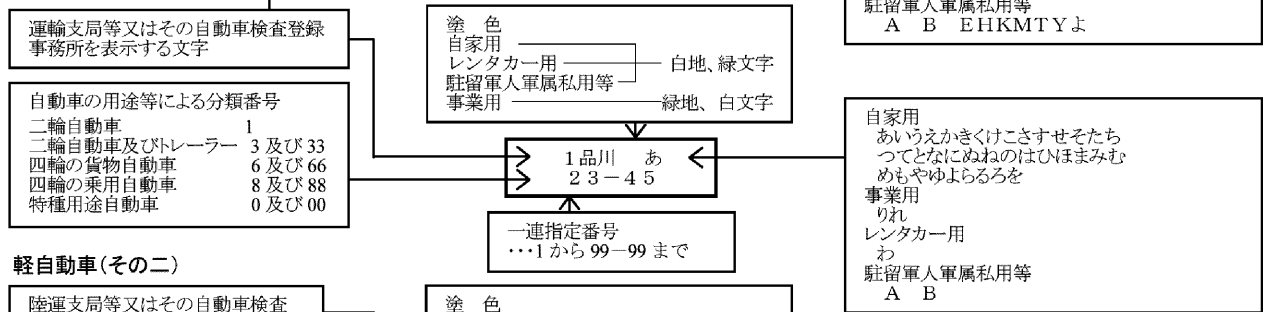 駐留軍人軍属私用等
Ａ Ｂ ＥＨＫＭＴＹよ
運輸支局等又はその自動車検査登録
事務所を表示する文字
塗 色
自家用
レンタカー用
駐留軍人軍属私用等
白地、緑文字
事業用
緑地、白文字
自動車の用途等による分類番号
二輪自動車 1
二輪自動車及びトレーラー 3 及び 33
四輪の貨物自動車 6 及び 66
四輪の乗用自動車 8 及び 88
特種用途自動車 0 及び 00
１品川 あ
２３－４５
一連指定番号
･･･1 から 99－99 まで
自家用
あいうえかきくけこさすせそたち
つてとなにぬねのはひほまみむ
めもやゆよらるろを
事業用
りれ
レンタカー用
わ
駐留軍人軍属私用等
Ａ Ｂ
軽自動車（その二）
陸運支局等又はその自動車検査
塗 色